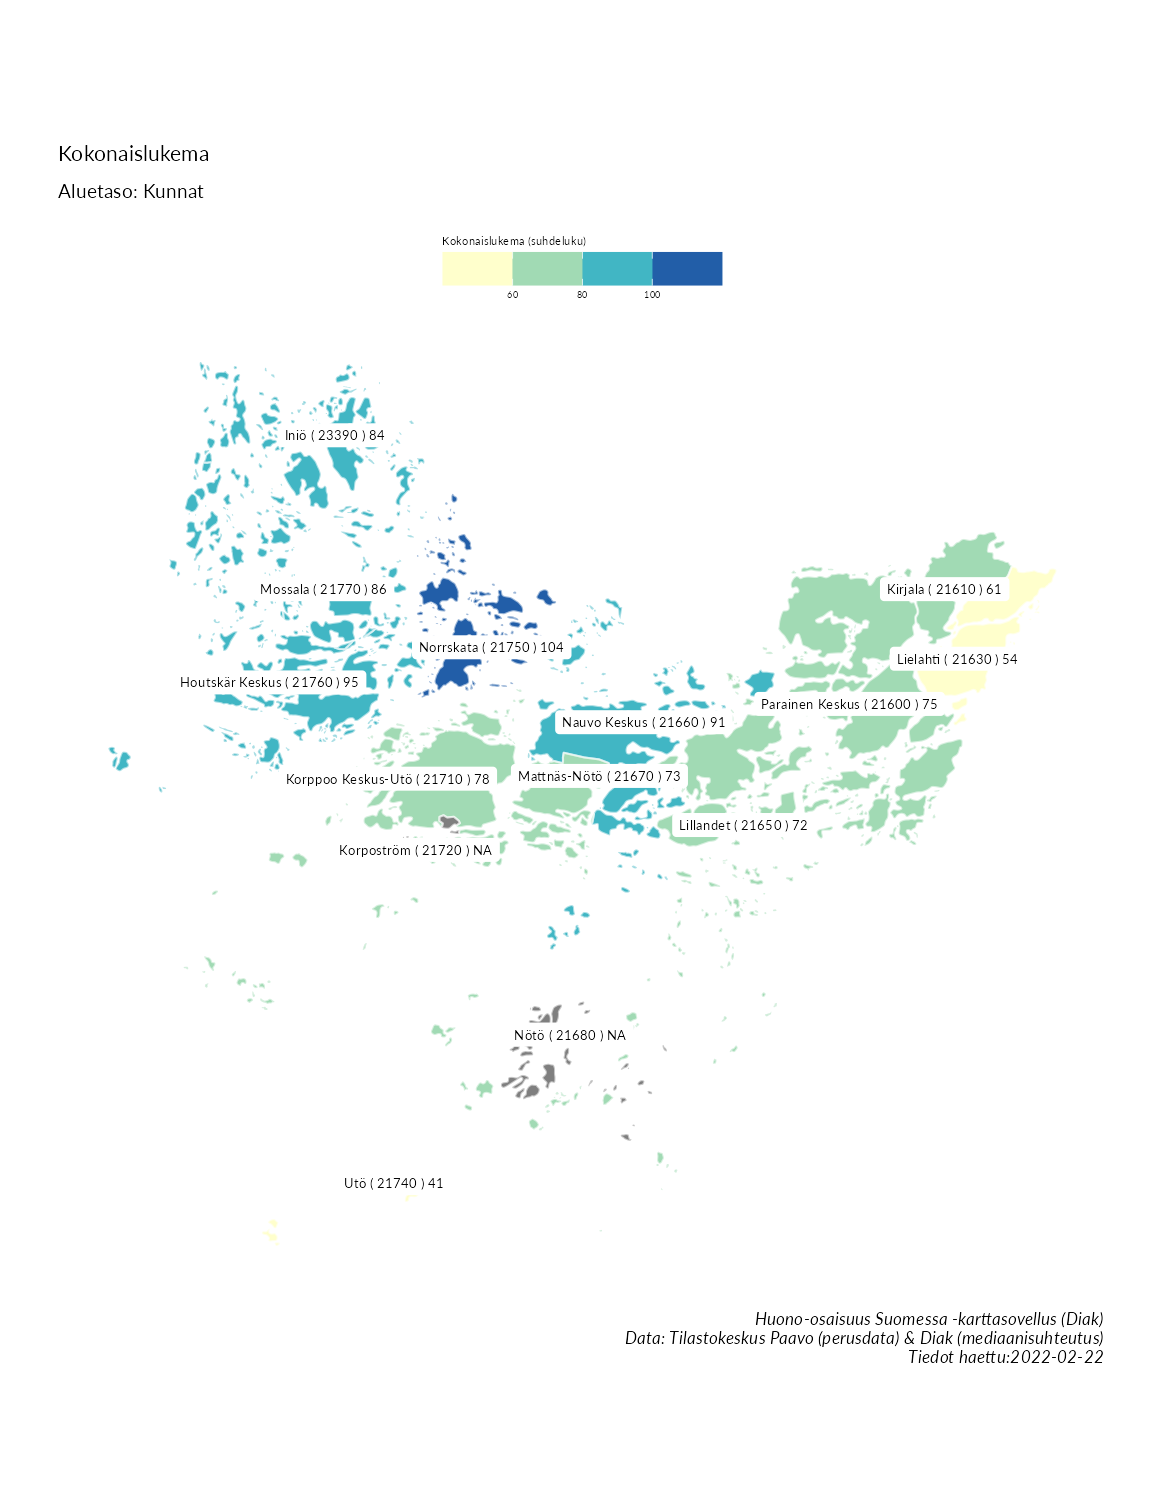 Kokonaislukema
Aluetaso: Kunnat
Kokonaislukema (suhdeluku)
60 80 100
Iniö ( 23390 ) 84
Mossala ( 21770 ) 86
Kirjala ( 21610 ) 61
Norrskata ( 21750 ) 104
Lielahti ( 21630 ) 54
Houtskär Keskus ( 21760 ) 95
Parainen Keskus ( 21600 ) 75
Nauvo Keskus ( 21660 ) 91
Korppoo Keskus-Utö ( 21710 ) 78
Mattnäs-Nötö ( 21670 ) 73
Lillandet ( 21650 ) 72
Korpoström ( 21720 ) NA
Nötö ( 21680 ) NA
Utö ( 21740 ) 41
Huono-osaisuus Suomessa -karttasovellus (Diak)
Data: Tilastokeskus Paavo (perusdata) & Diak (mediaanisuhteutus)
Tiedot haettu:2022-02-22